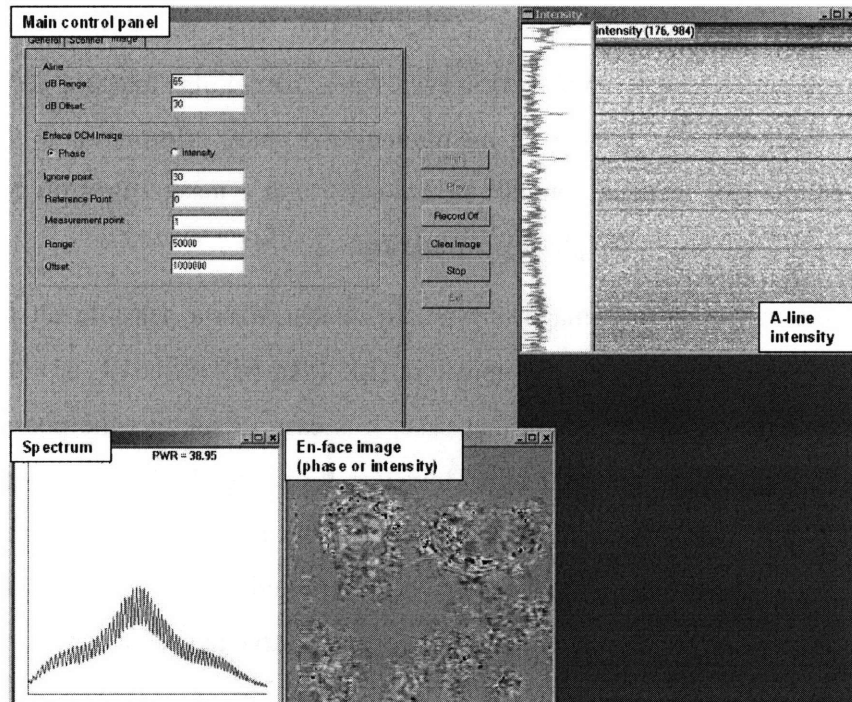 Main control panel
General Scanner Image
Aline
dB Range: 65
dB Offset: 30
Enface OCM Image
Phase Intensity
Ignore point: 30
Reference Point: 0
Measurement point: 1
Range: 50000
Offset: 1000000
Play
Record Off
Clear Image
Stop
Exit
Intensity
Intensity (176, 984)
A-line
intensity
Spectrum
PWR = 38.95
En-face image
(phase or intensity)